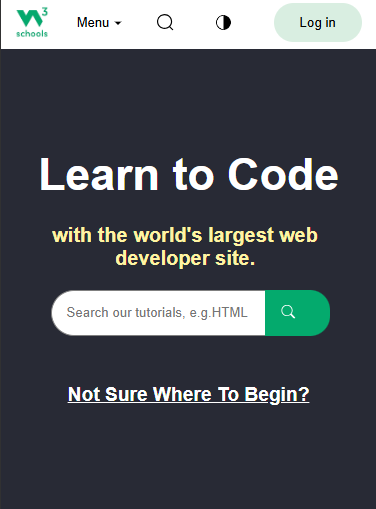 W3
schools
Menu
Log in
Learn to Code
with the world's largest web
developer site.
Search our tutorials, e.g.HTML
Not Sure Where To Begin?